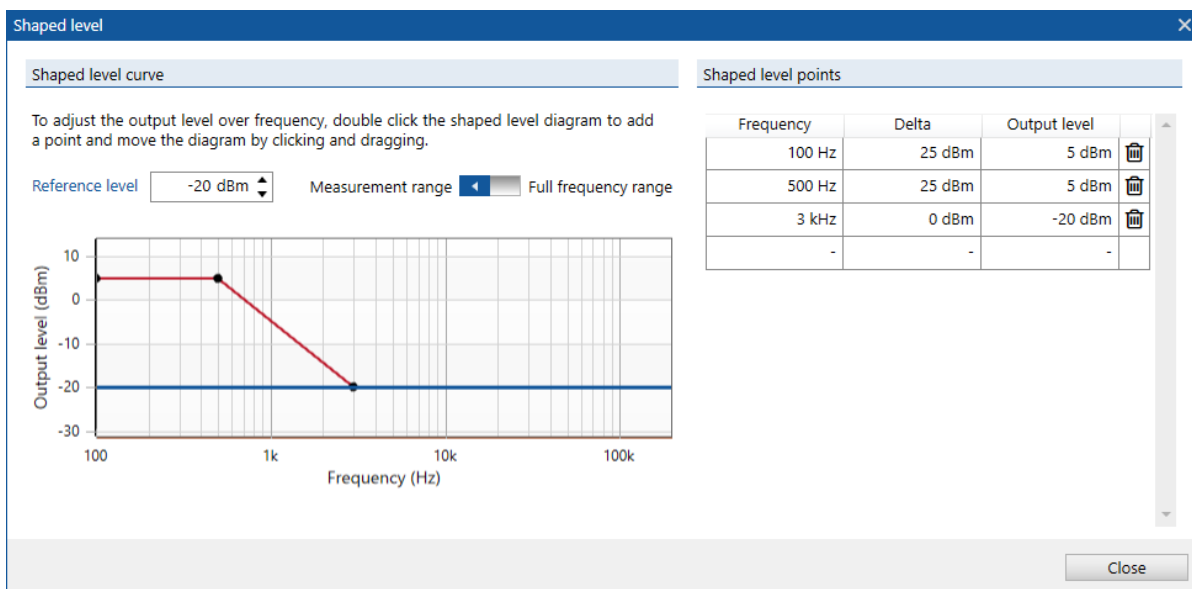 Shaped level
Shaped level curve
To adjust the output level over frequency, double click the shaped level diagram to add
a point and move the diagram by clicking and dragging.
Reference level -20 dBm Measurement range Full frequency range
10
0
-10
-20
-30
Output level (dBm)
100 1k 10k 100k
Frequency (Hz)
Shaped level points
Frequency Delta Output level
100 Hz 25 dBm 5 dBm
500 Hz 25 dBm 5 dBm
3 kHz 0 dBm -20 dBm
- - -
Close